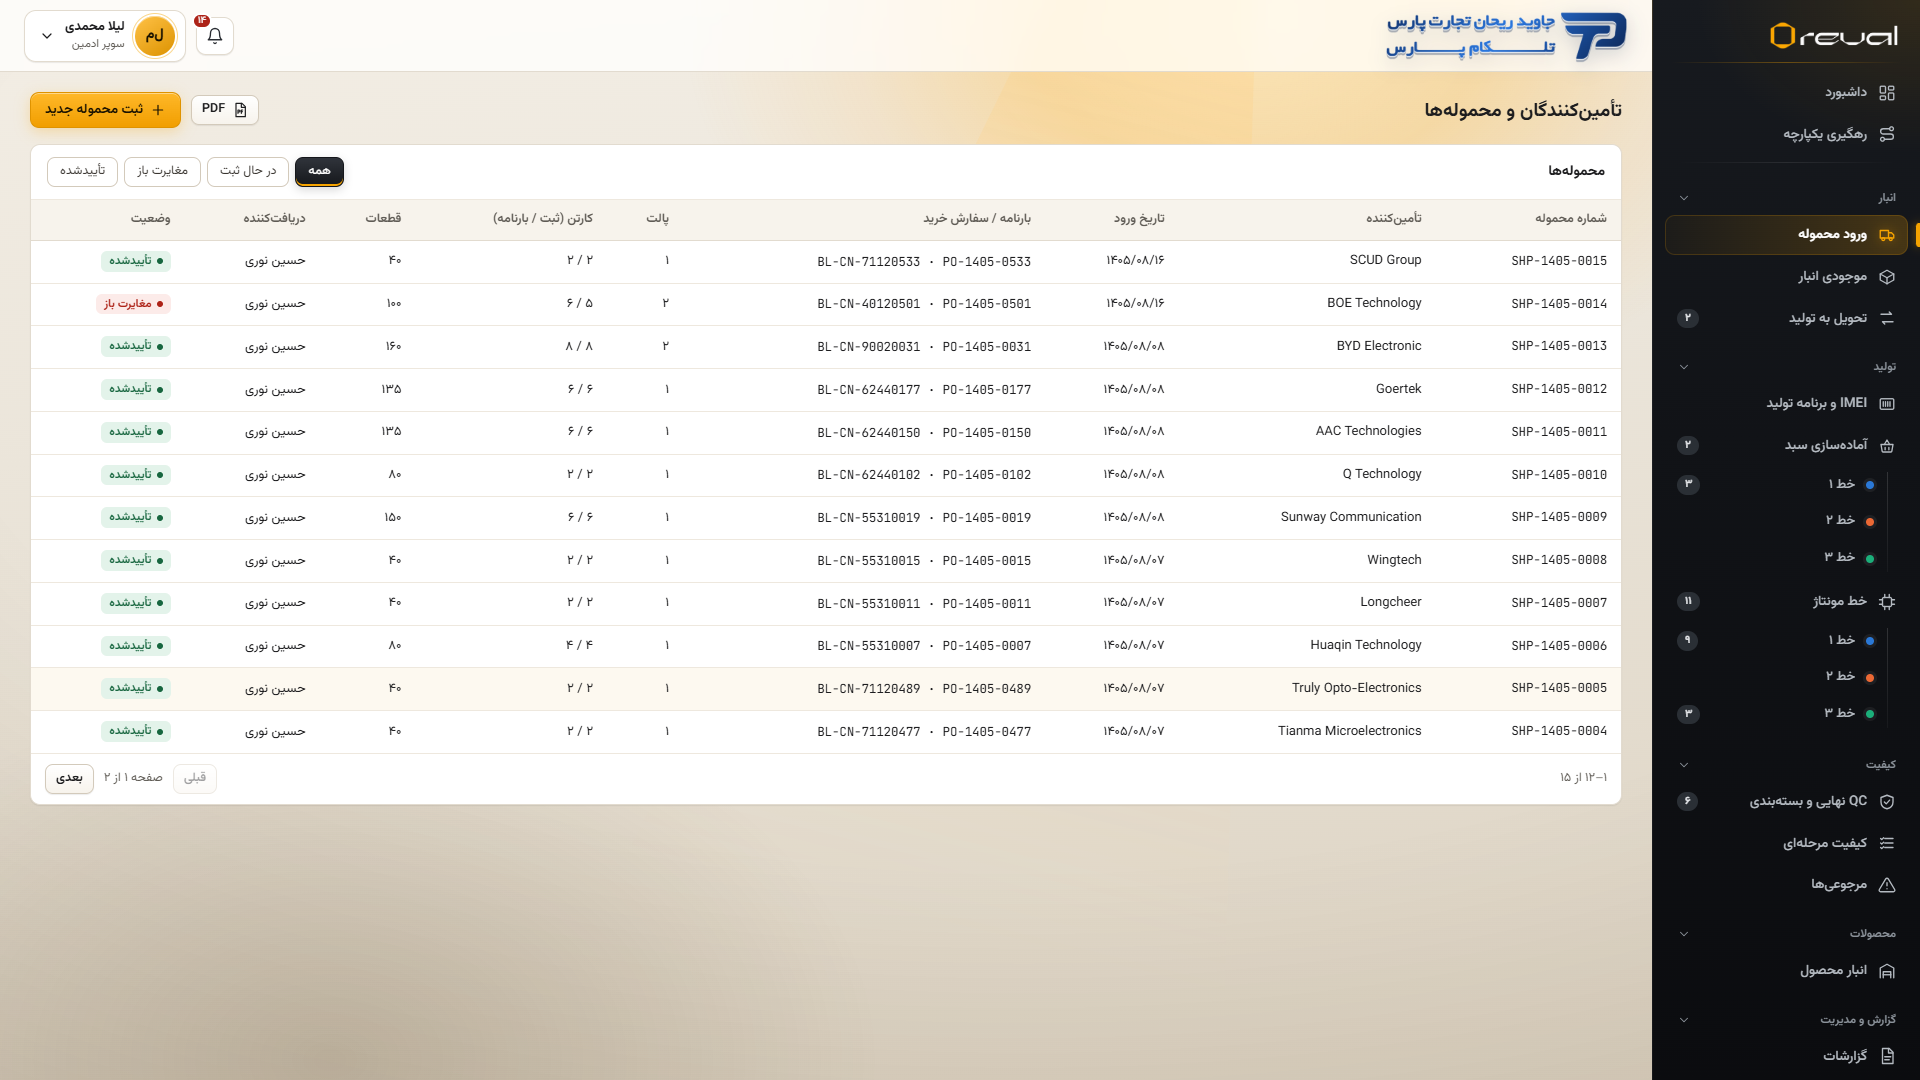 Oreval
داشبورد
رهگیری یکپارچه
انبار
ورود محموله
موجودی انبار
تحویل به تولید ۲
تولید
IMEI و برنامه تولید
آماده‌سازی سبد ۲
خط ۱ ۳
خط ۲
خط ۳
خط مونتاژ ۱۱
خط ۱ ۹
خط ۲
خط ۳ ۳
کیفیت
QC نهایی و بسته‌بندی ۶
کیفیت مرحله‌ای
مرجوعی‌ها
محصولات
انبار محصول
گزارش و مدیریت
گزارشات
جاوید ریحان تجارت پارس
تلکام پارس
۱۴
ل‌م
لیلا محمدی
سوپر ادمین
تأمین‌کنندگان و محموله‌ها
PDF
ثبت محموله جدید
محموله‌ها
همه
در حال ثبت
مغایرت باز
تأییدشده
شماره محموله تأمین‌کننده تاریخ ورود بارنامه / سفارش خرید پالت کارتن (ثبت / بارنامه) قطعات دریافت‌کننده وضعیت
SHP-1405-0015 SCUD Group ۱۴۰۵/۰۸/۱۶ BL-CN-71120533 · PO-1405-0533 ۱ ۲ / ۲ ۴۰ حسین نوری تأییدشده
SHP-1405-0014 BOE Technology ۱۴۰۵/۰۸/۱۶ BL-CN-40120501 · PO-1405-0501 ۲ ۵ / ۶ ۱۰۰ حسین نوری مغایرت باز
SHP-1405-0013 BYD Electronic ۱۴۰۵/۰۸/۰۸ BL-CN-90020031 · PO-1405-0031 ۲ ۸ / ۸ ۱۶۰ حسین نوری تأییدشده
SHP-1405-0012 Goertek ۱۴۰۵/۰۸/۰۸ BL-CN-62440177 · PO-1405-0177 ۱ ۶ / ۶ ۱۳۵ حسین نوری تأییدشده
SHP-1405-0011 AAC Technologies ۱۴۰۵/۰۸/۰۸ BL-CN-62440150 · PO-1405-0150 ۱ ۶ / ۶ ۱۳۵ حسین نوری تأییدشده
SHP-1405-0010 Q Technology ۱۴۰۵/۰۸/۰۸ BL-CN-62440102 · PO-1405-0102 ۱ ۲ / ۲ ۸۰ حسین نوری تأییدشده
SHP-1405-0009 Sunway Communication ۱۴۰۵/۰۸/۰۸ BL-CN-55310019 · PO-1405-0019 ۱ ۶ / ۶ ۱۵۰ حسین نوری تأییدشده
SHP-1405-0008 Wingtech ۱۴۰۵/۰۸/۰۷ BL-CN-55310015 · PO-1405-0015 ۱ ۲ / ۲ ۴۰ حسین نوری تأییدشده
SHP-1405-0007 Longcheer ۱۴۰۵/۰۸/۰۷ BL-CN-55310011 · PO-1405-0011 ۱ ۲ / ۲ ۴۰ حسین نوری تأییدشده
SHP-1405-0006 Huaqin Technology ۱۴۰۵/۰۸/۰۷ BL-CN-55310007 · PO-1405-0007 ۱ ۴ / ۴ ۸۰ حسین نوری تأییدشده
SHP-1405-0005 Truly Opto-Electronics ۱۴۰۵/۰۸/۰۷ BL-CN-71120489 · PO-1405-0489 ۱ ۲ / ۲ ۴۰ حسین نوری تأییدشده
SHP-1405-0004 Tianma Microelectronics ۱۴۰۵/۰۸/۰۷ BL-CN-71120477 · PO-1405-0477 ۱ ۲ / ۲ ۴۰ حسین نوری تأییدشده
۱–۱۲ از ۱۵
قبلی
صفحه ۱ از ۲
بعدی